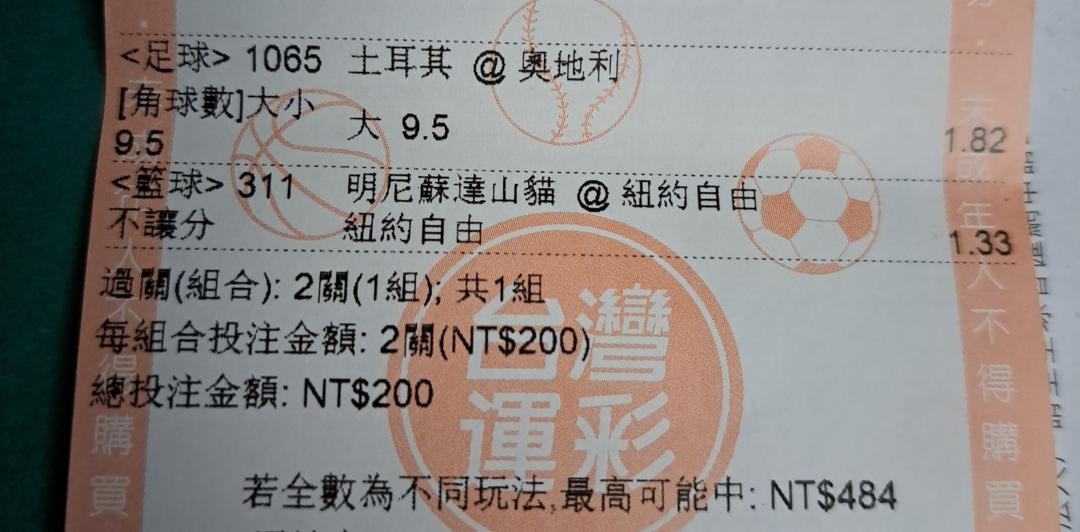 <足球> 1065 土耳其 @ 奧地利
[角球數]大小
9.5 大 9.5 1.82
<籃球> 311 明尼蘇達山貓 @ 紐約自由
不讓分 紐約自由 1.33
過關(組合): 2關(1組); 共1組
每組合投注金額: 2關(NT$200)
總投注金額: NT$200
台灣
運彩
若全數為不同玩法,最高可能中: NT$484
未成年人不得購買